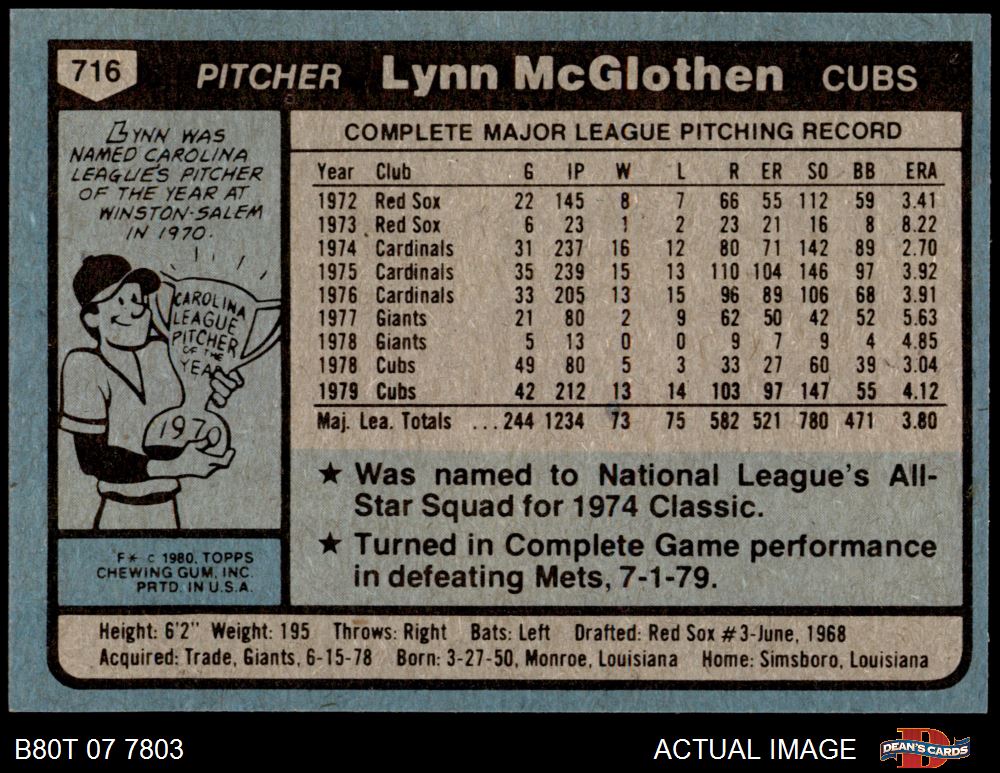 716 PITCHER Lynn McGlothen CUBS
LYNN WAS
NAMED CAROLINA
LEAGUE'S PITCHER
OF THE YEAR AT
WINSTON-SALEM
IN 1970.
CAROLINA
LEAGUE
PITCHER
OF THE
YEAR
1970
F* © 1980. TOPPS
CHEWING GUM, INC.
PRTD. IN U.S.A.
COMPLETE MAJOR LEAGUE PITCHING RECORD
Year Club G IP W L R ER SO BB ERA
1972 Red Sox 22 145 8 7 66 55 112 59 3.41
1973 Red Sox 6 23 1 2 23 21 16 8 8.22
1974 Cardinals 31 237 16 12 80 71 142 89 2.70
1975 Cardinals 35 239 15 13 110 104 146 97 3.92
1976 Cardinals 33 205 13 15 96 89 106 68 3.91
1977 Giants 21 80 2 9 62 50 42 52 5.63
1978 Giants 5 13 0 0 9 7 9 4 4.85
1978 Cubs 49 80 5 3 33 27 60 39 3.04
1979 Cubs 42 212 13 14 103 97 147 55 4.12
Maj. Lea. Totals ...244 1234 73 75 582 521 780 471 3.80
★ Was named to National League's All-
Star Squad for 1974 Classic.
★ Turned in Complete Game performance
in defeating Mets, 7-1-79.
Height: 6'2" Weight: 195 Throws: Right Bats: Left Drafted: Red Sox #3-June, 1968
Acquired: Trade, Giants, 6-15-78 Born: 3-27-50, Monroe, Louisiana Home: Simsboro, Louisiana
B80T 07 7803 ACTUAL IMAGE DEAN'S CARDS